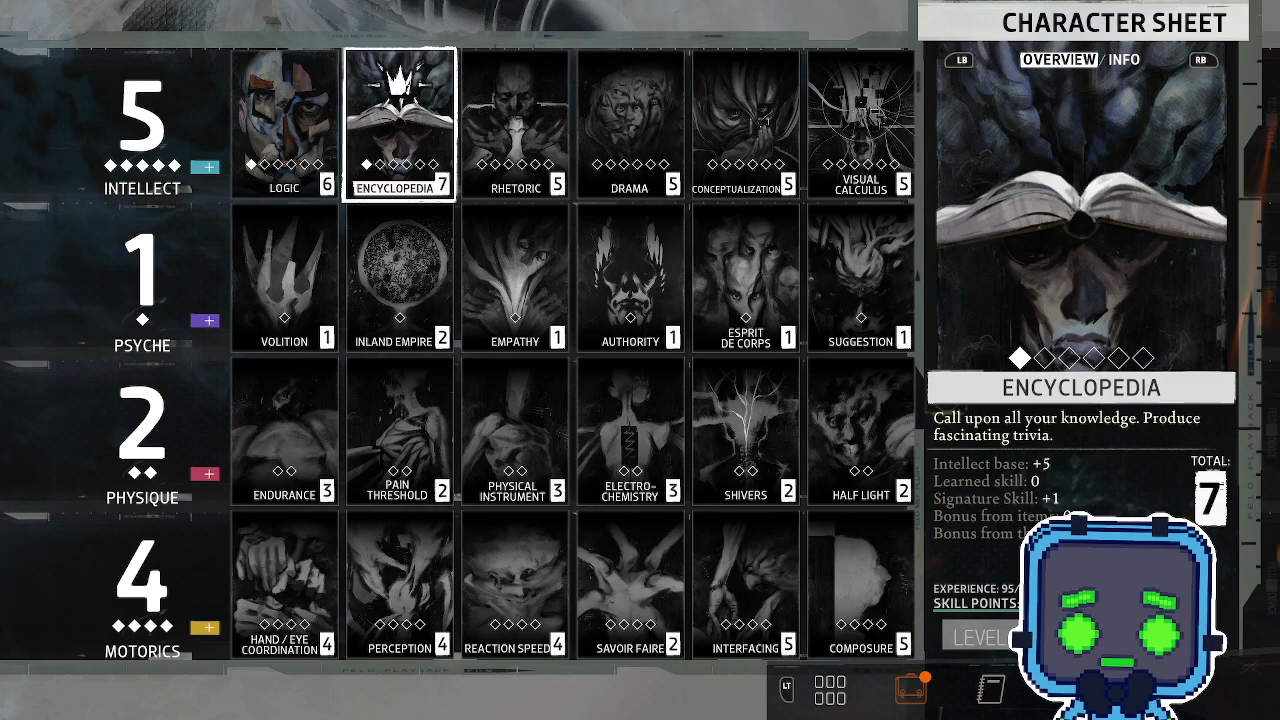 CHARACTER SHEET
LB OVERVIEW / INFO RB
5
INTELLECT
+
LOGIC 6
ENCYCLOPEDIA 7
RHETORIC 5
DRAMA 5
CONCEPTUALIZATION 5
VISUAL
CALCULUS 5
1
PSYCHE
+
VOLITION 1
INLAND EMPIRE 2
EMPATHY 1
AUTHORITY 1
ESPRIT
DE CORPS 1
SUGGESTION 1
2
PHYSIQUE
+
ENDURANCE 3
PAIN
THRESHOLD 2
PHYSICAL
INSTRUMENT 3
ELECTRO-
CHEMISTRY 3
SHIVERS 2
HALF LIGHT 2
4
MOTORICS
+
HAND / EYE
COORDINATION 4
PERCEPTION 4
REACTION SPEED 4
SAVOIR FAIRE 2
INTERFACING 5
COMPOSURE 5
ENCYCLOPEDIA
Call upon all your knowledge. Produce
fascinating trivia.
Intellect base: +5
Learned skill: 0
Signature Skill: +1
Bonus from
Bonus from
TOTAL:
7
EXPERIENCE: 95/
SKILL POINTS:
LEVEL
LT